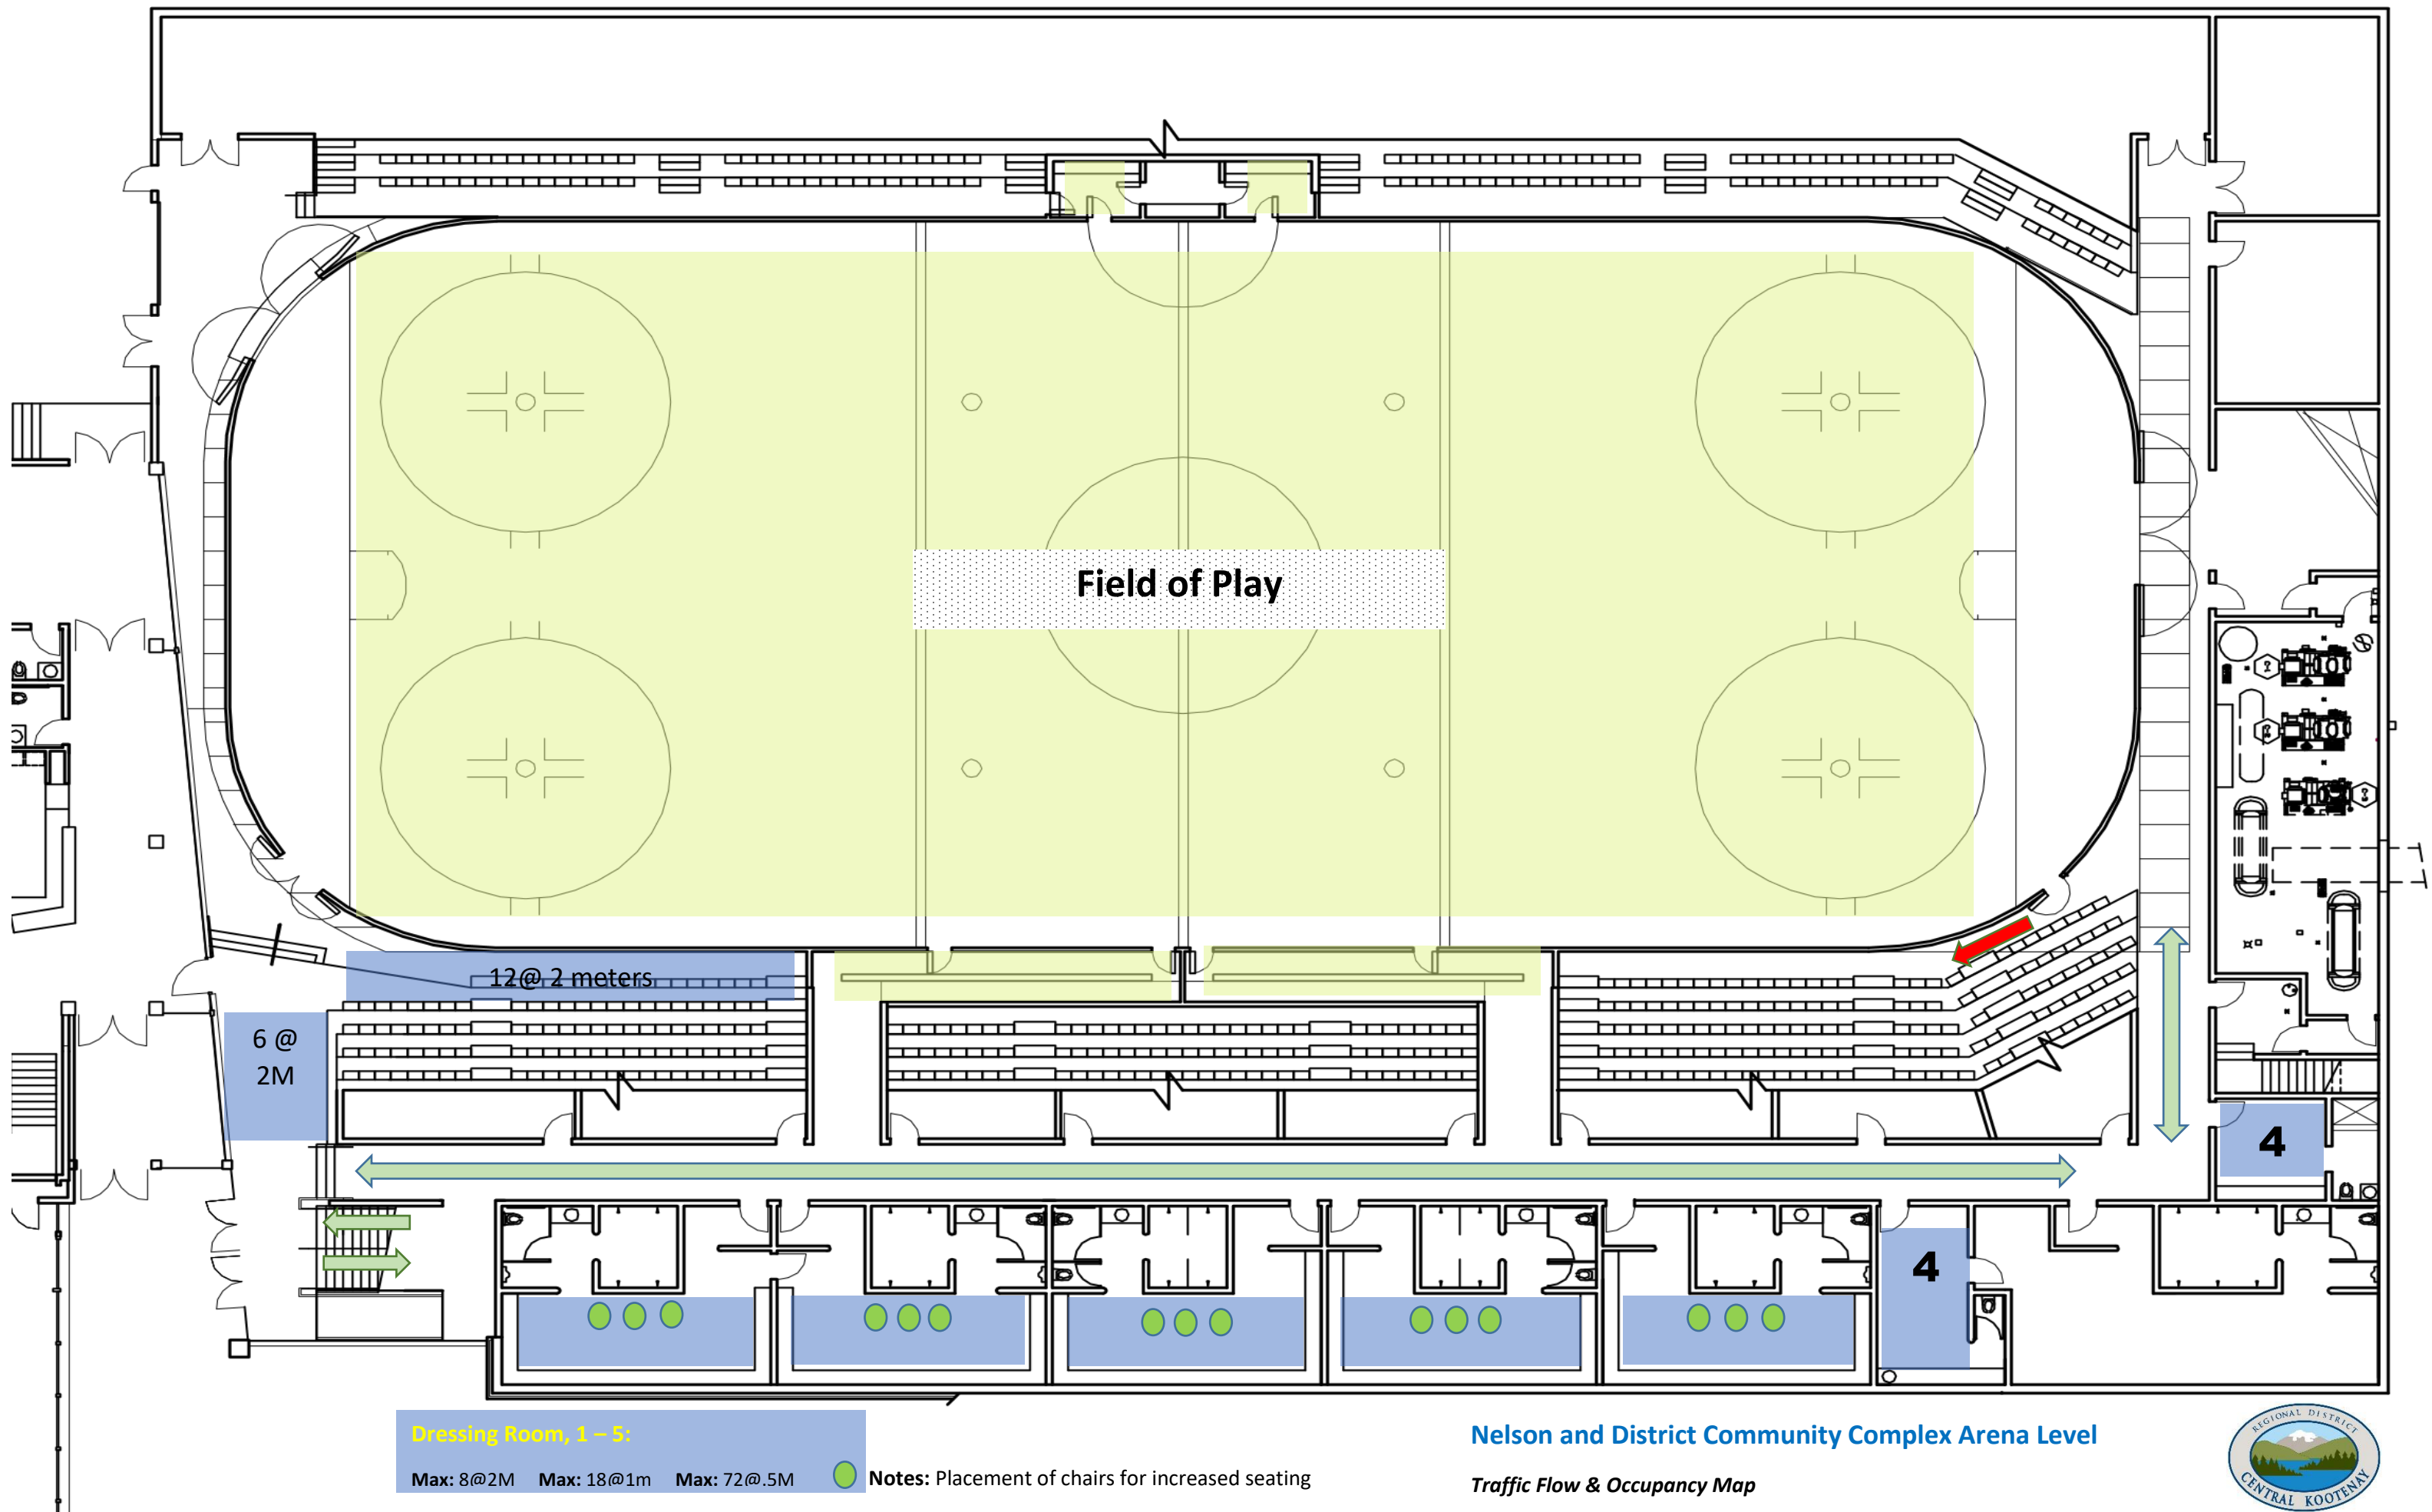 Field of Play
12@ 2 meters
6 @
2M
4
4
Dressing Room, 1 – 5:
Max: 8@2M Max: 18@1m Max: 72@.5M
Notes: Placement of chairs for increased seating
Nelson and District Community Complex Arena Level
Traffic Flow & Occupancy Map
REGIONAL DISTRICT
CENTRAL KOOTENAY